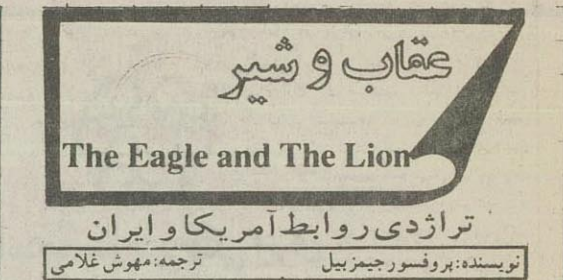 عقاب و شیر
The Eagle and The Lion
تراژدی روابط آمریکا و ایران
نویسنده: پروفسور جیمز بیل ترجمه: مهوش غلامی